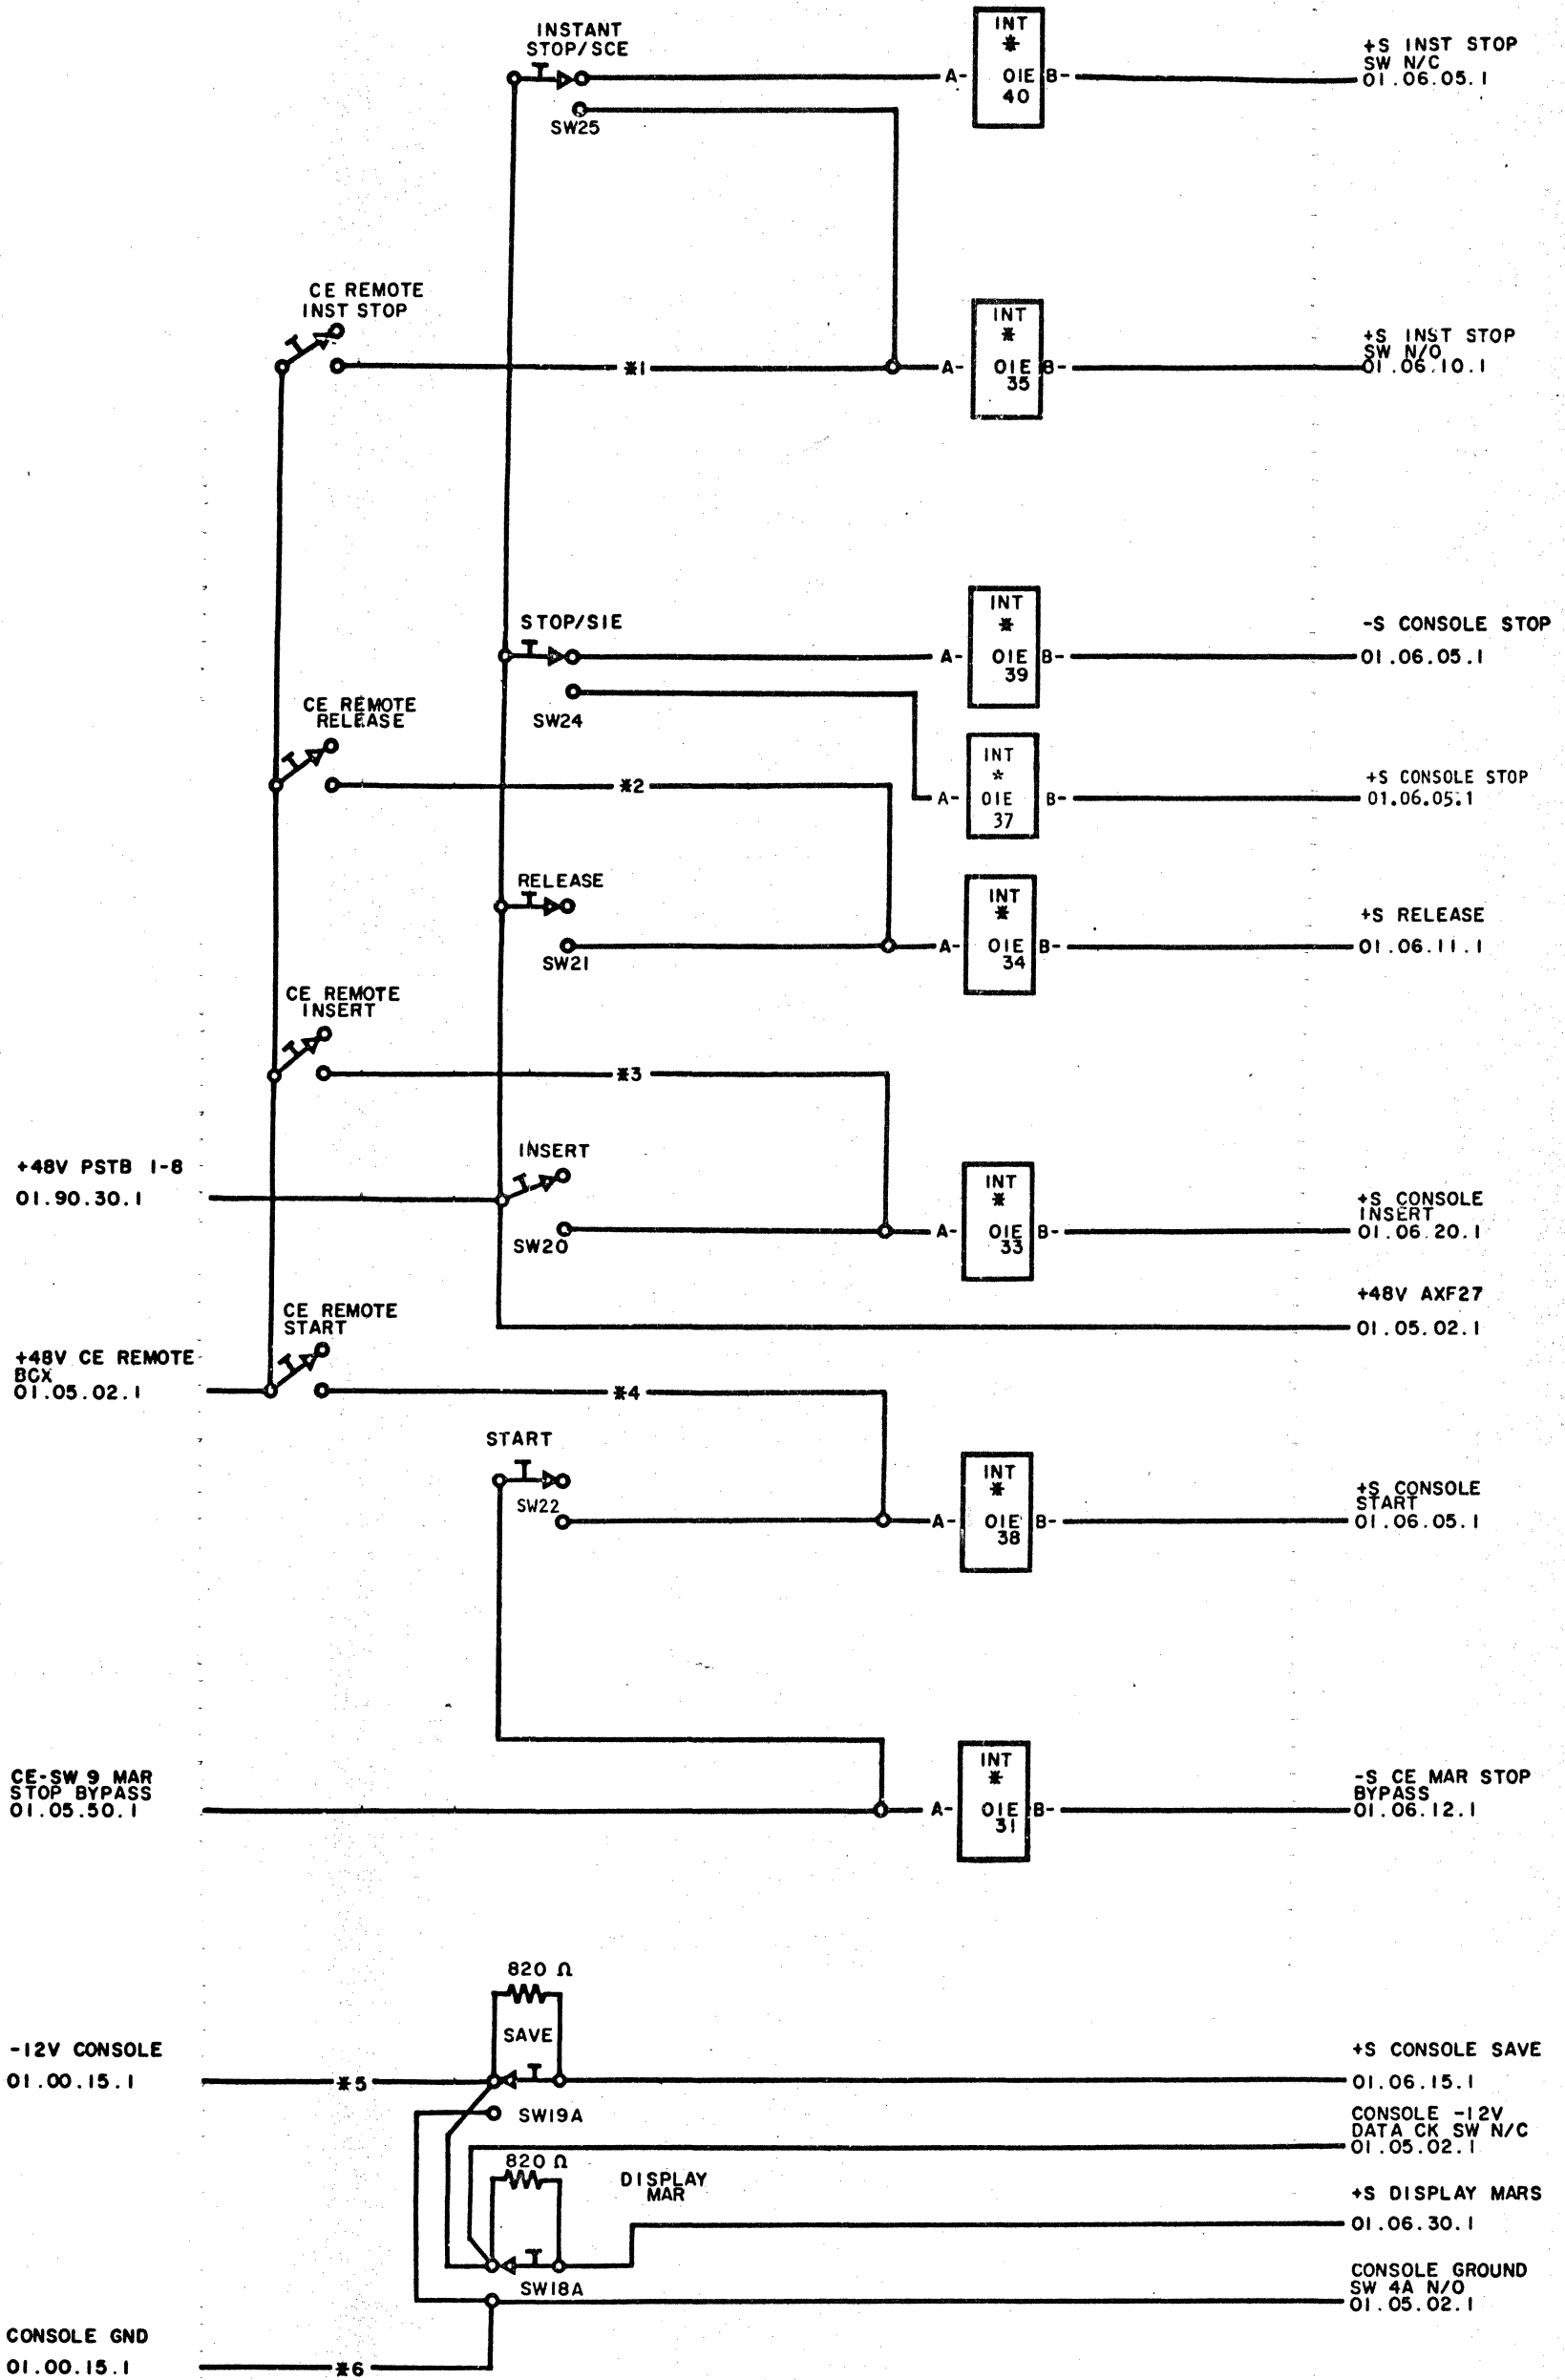 INSTANT
STOP/SCE
SW25
A-
INT
*
01E
40
B-
+S INST STOP
SW N/C
01.06.05.1
CE REMOTE
INST STOP
*1
A-
INT
*
01E
35
B-
+S INST STOP
SW N/O
01.06.10.1
STOP/SIE
SW24
A-
INT
*
01E
39
B-
-S CONSOLE STOP
01.06.05.1
CE REMOTE
RELEASE
*2
A-
INT
*
01E
37
B-
+S CONSOLE STOP
01.06.05.1
RELEASE
SW21
A-
INT
*
01E
34
B-
+S RELEASE
01.06.11.1
CE REMOTE
INSERT
*3
+48V PSTB 1-8
01.90.30.1
INSERT
SW20
A-
INT
*
01E
33
B-
+S CONSOLE
INSERT
01.06.20.1
+48V AXF27
01.05.02.1
CE REMOTE
START
+48V CE REMOTE
BOX
01.05.02.1
*4
START
SW22
A-
INT
*
01E
38
B-
+S CONSOLE
START
01.06.05.1
CE-SW 9 MAR
STOP BYPASS
01.05.50.1
A-
INT
*
01E
31
B-
-S CE MAR STOP
BYPASS
01.06.12.1
820 Ω
SAVE
-12V CONSOLE
01.00.15.1
*5
SW19A
+S CONSOLE SAVE
01.06.15.1
CONSOLE -12V
DATA CK SW N/C
01.05.02.1
820 Ω
DISPLAY
MAR
SW18A
+S DISPLAY MARS
01.06.30.1
CONSOLE GROUND
SW 4A N/O
01.05.02.1
CONSOLE GND
01.00.15.1
*6